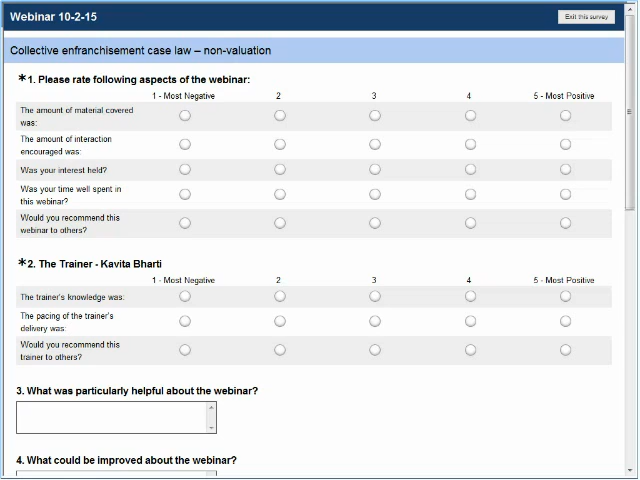 Webinar 10-2-15
Exit this survey
Collective enfranchisement case law – non-valuation
*1. Please rate following aspects of the webinar:
1 - Most Negative 2 3 4 5 - Most Positive
The amount of material covered
was:
The amount of interaction
encouraged was:
Was your interest held?
Was your time well spent in
this webinar?
Would you recommend this
webinar to others?
*2. The Trainer - Kavita Bharti
1 - Most Negative 2 3 4 5 - Most Positive
The trainer's knowledge was:
The pacing of the trainer's
delivery was:
Would you recommend this
trainer to others?
3. What was particularly helpful about the webinar?
4. What could be improved about the webinar?